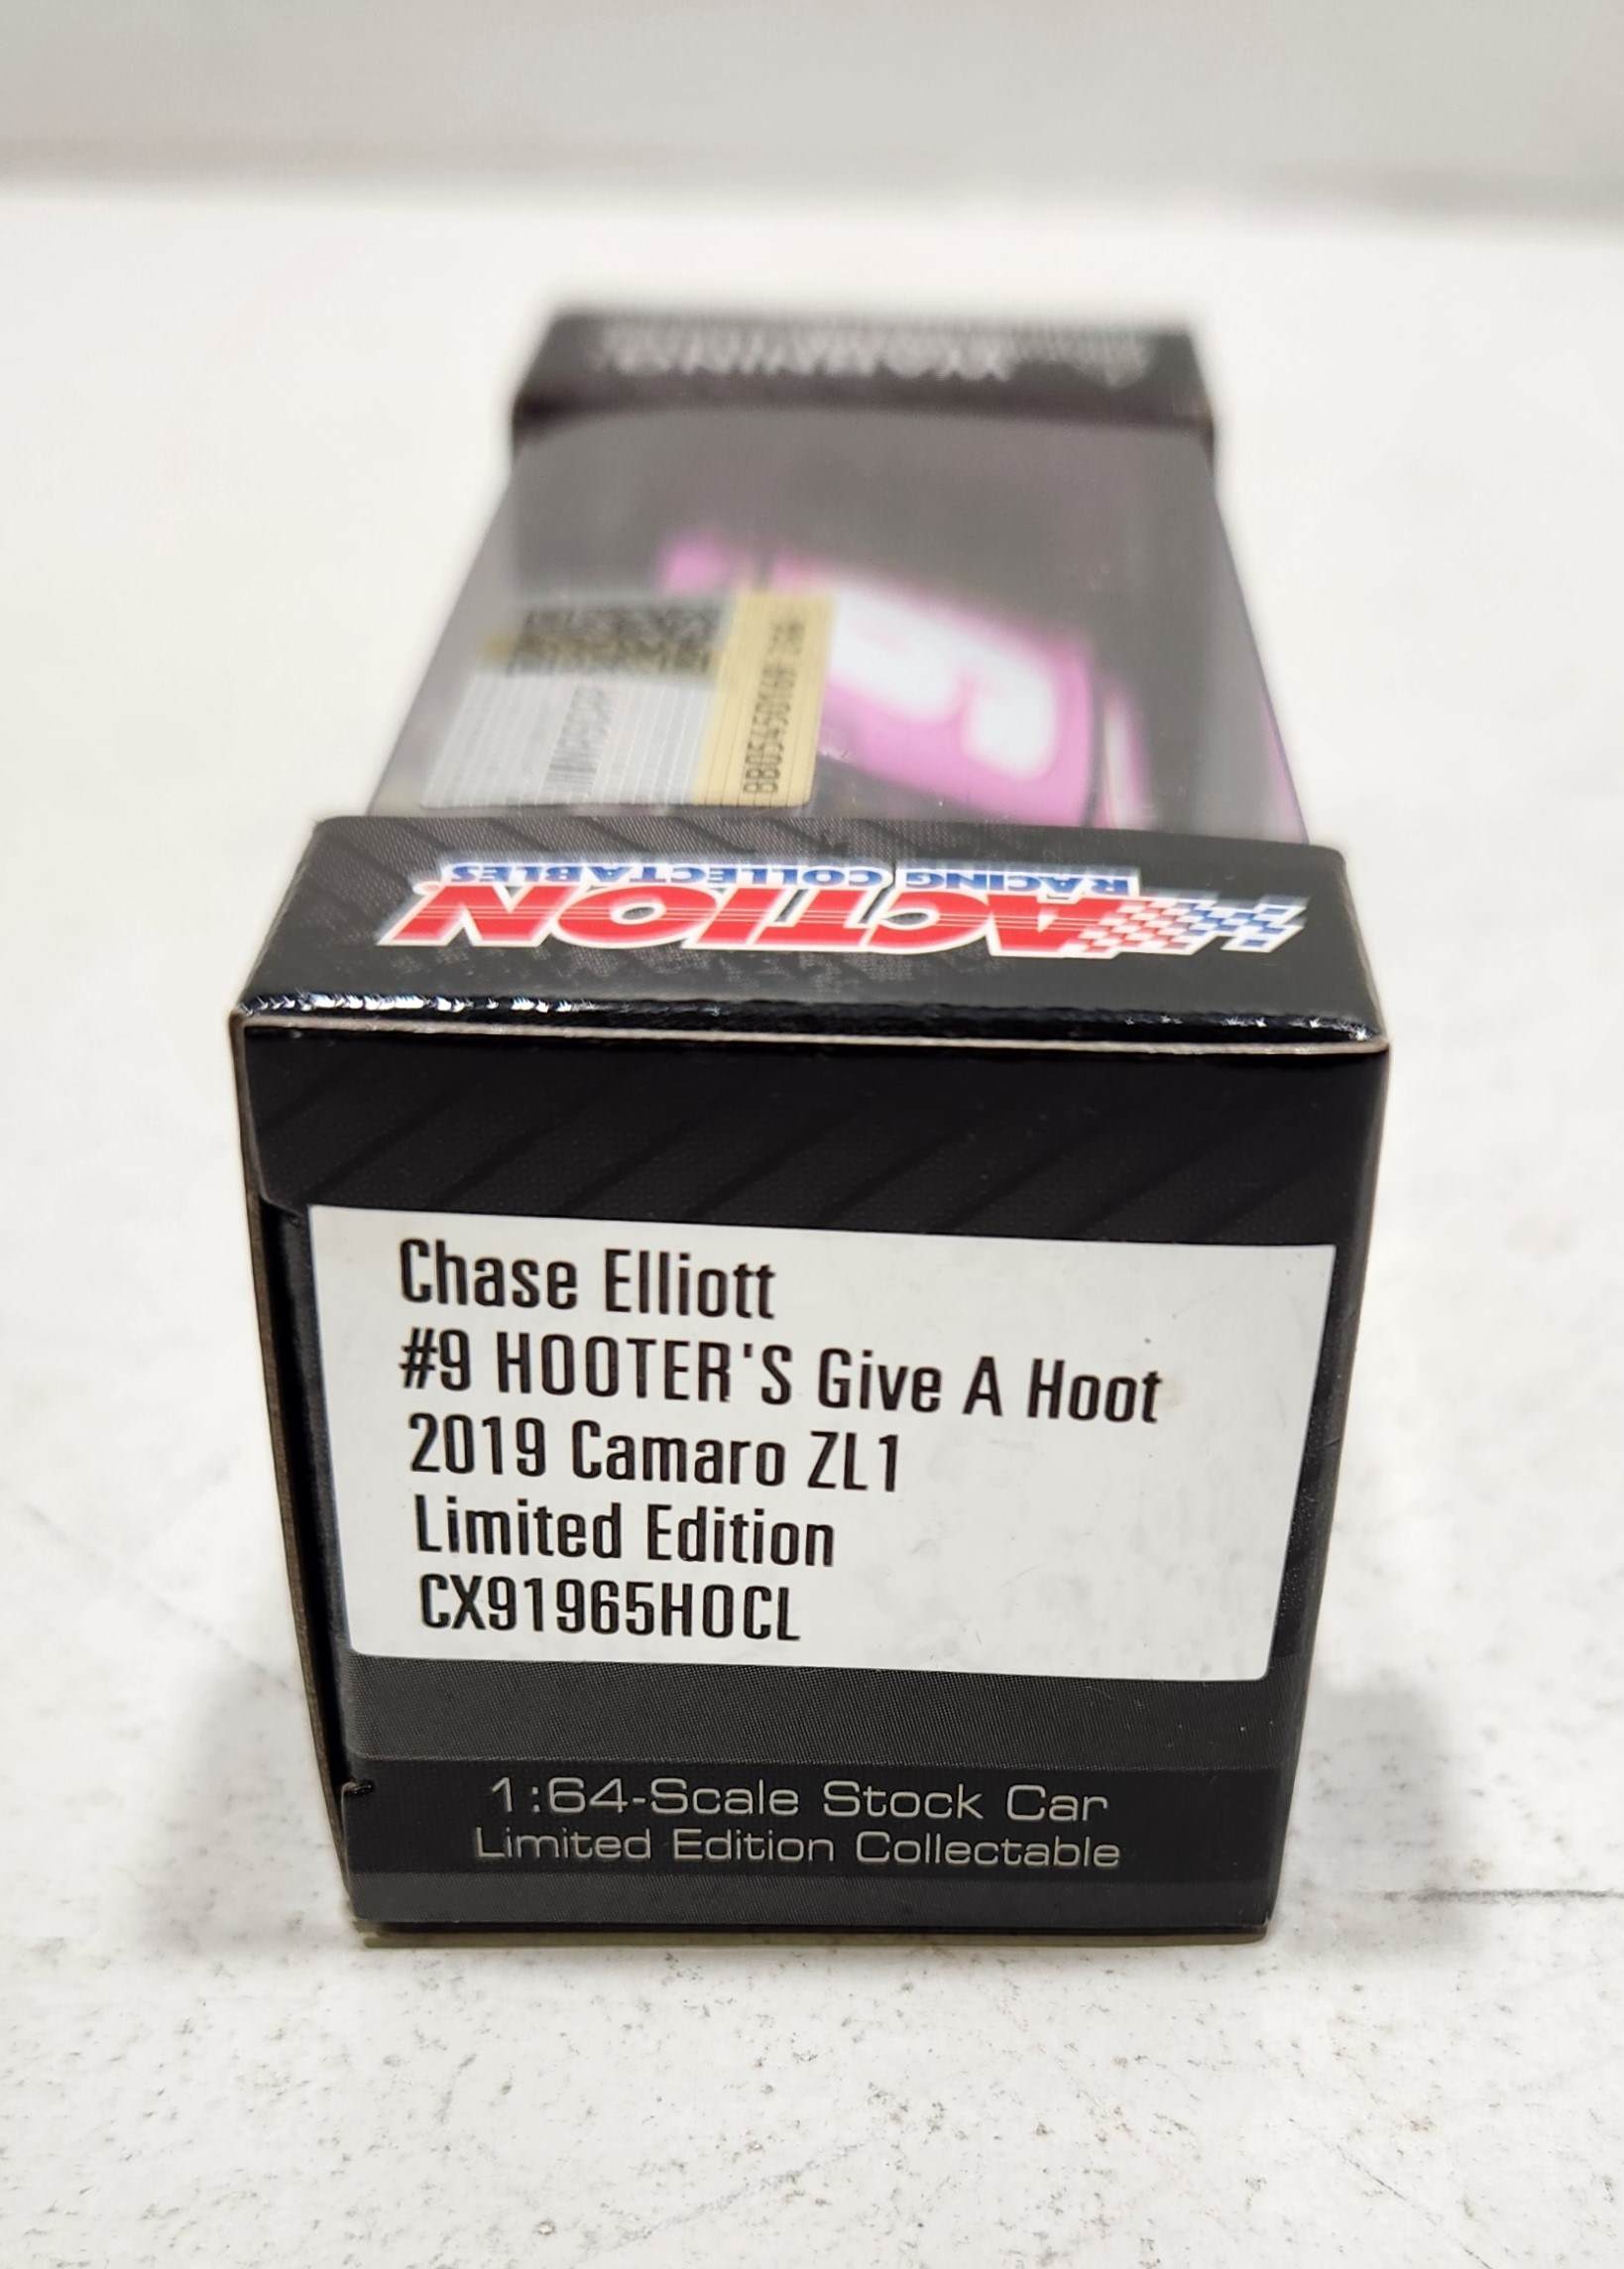 ACTION
RACING COLLECTABLES
Chase Elliott
#9 HOOTER'S Give A Hoot
2019 Camaro ZL1
Limited Edition
CX91965HOCL
1:64-Scale Stock Car
Limited Edition Collectable